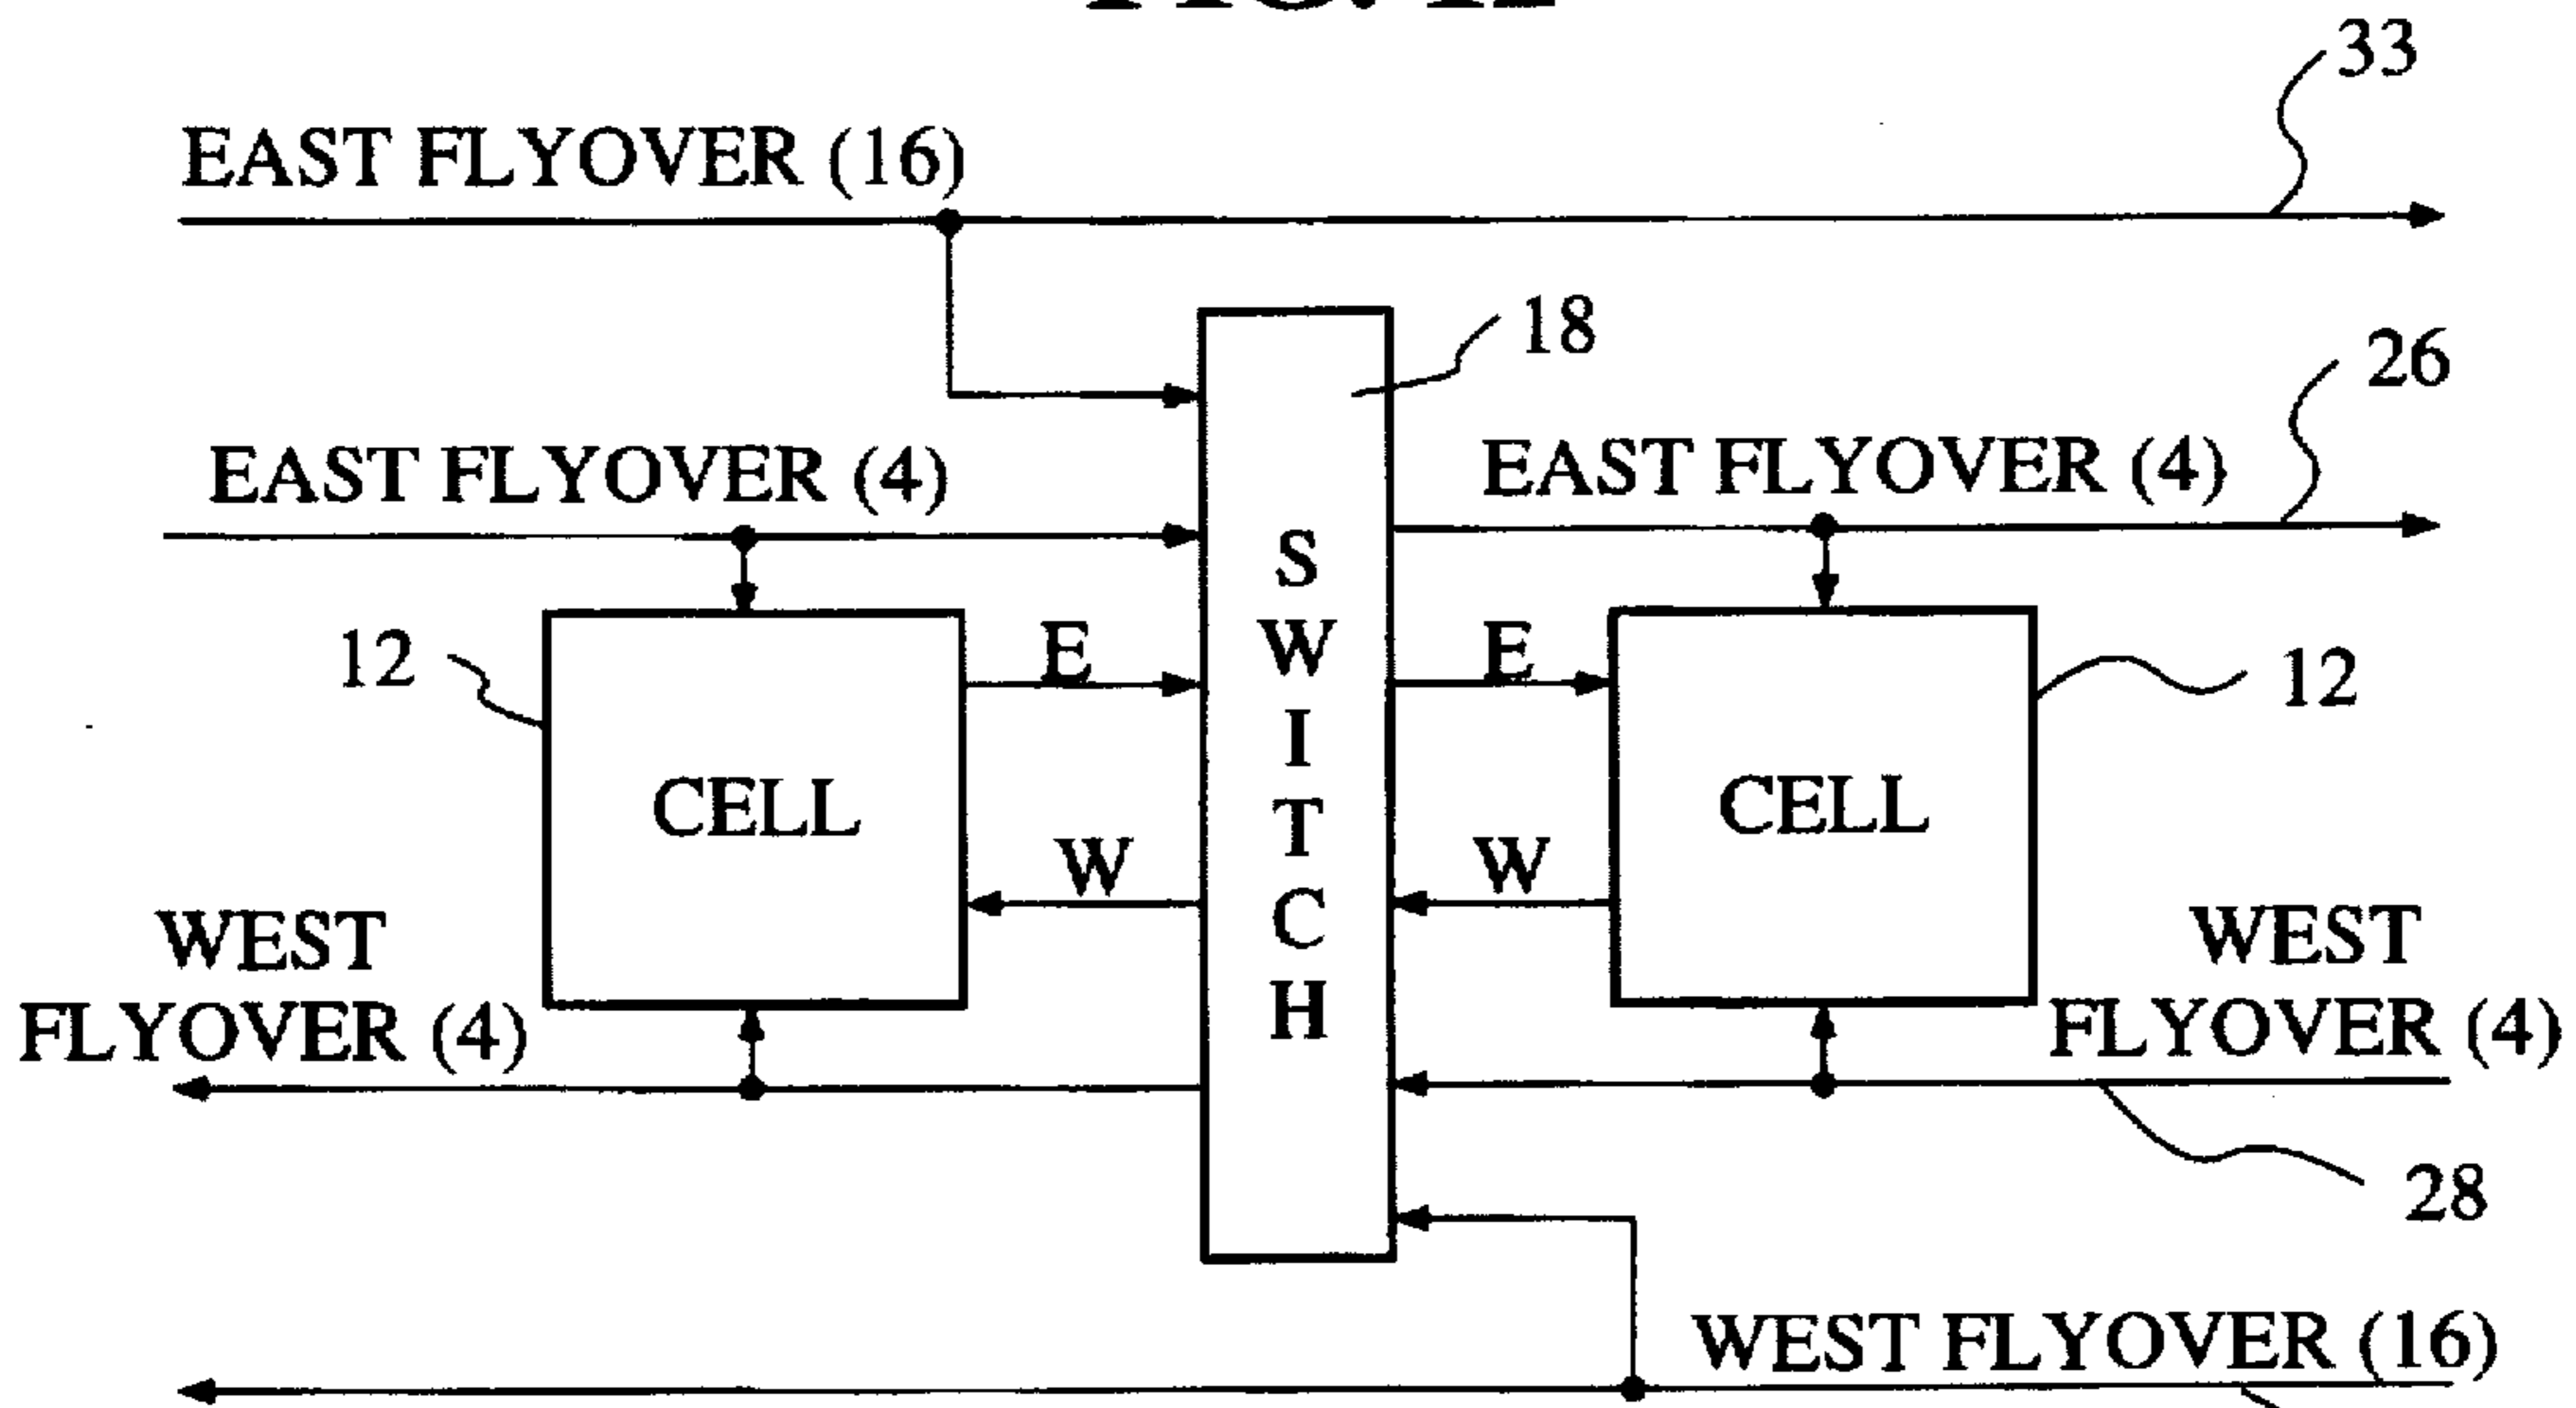 33
EAST FLYOVER (16)
18
26
EAST FLYOVER (4)
EAST FLYOVER (4)
SWITCH
12
E
E
12
CELL
CELL
W
W
WEST
FLYOVER (4)
WEST
FLYOVER (4)
28
WEST FLYOVER (16)